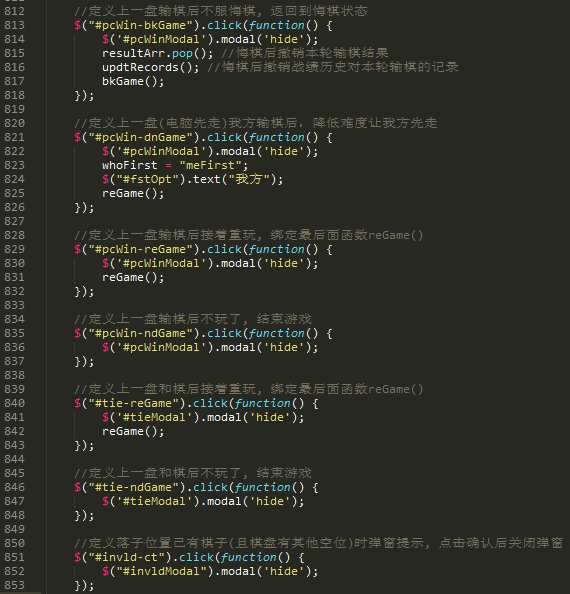 812 //定义上一盘输棋后不服悔棋, 返回到悔棋状态
813 $("#pcWin-bkGame").click(function() {
814 $('#pcWinModal').modal('hide');
815 resultArr.pop(); //悔棋后撤销本轮输棋结果
816 updtRecords(); //悔棋后撤销战绩历史对本轮输棋的记录
817 bkGame();
818 });
819
820 //定义上一盘(电脑先走)我方输棋后，降低难度让我方先走
821 $("#pcWin-dnGame").click(function() {
822 $('#pcWinModal').modal('hide');
823 whoFirst = "meFirst";
824 $("#fstOpt").text("我方");
825 reGame();
826 });
827
828 //定义上一盘输棋后接着重玩, 绑定最后面函数reGame()
829 $("#pcWin-reGame").click(function() {
830 $('#pcWinModal').modal('hide');
831 reGame();
832 });
833
834 //定义上一盘输棋后不玩了, 结束游戏
835 $("#pcWin-ndGame").click(function() {
836 $('#pcWinModal').modal('hide');
837 });
838
839 //定义上一盘和棋后接着重玩, 绑定最后面函数reGame()
840 $("#tie-reGame").click(function() {
841 $('#tieModal').modal('hide');
842 reGame();
843 });
844
845 //定义上一盘和棋后不玩了, 结束游戏
846 $("#tie-ndGame").click(function() {
847 $('#tieModal').modal('hide');
848 });
849
850 //定义落子位置已有棋子(且棋盘有其他空位)时弹窗提示, 点击确认后关闭弹窗
851 $("#invld-ct").click(function() {
852 $("#invldModal").modal('hide');
853 });